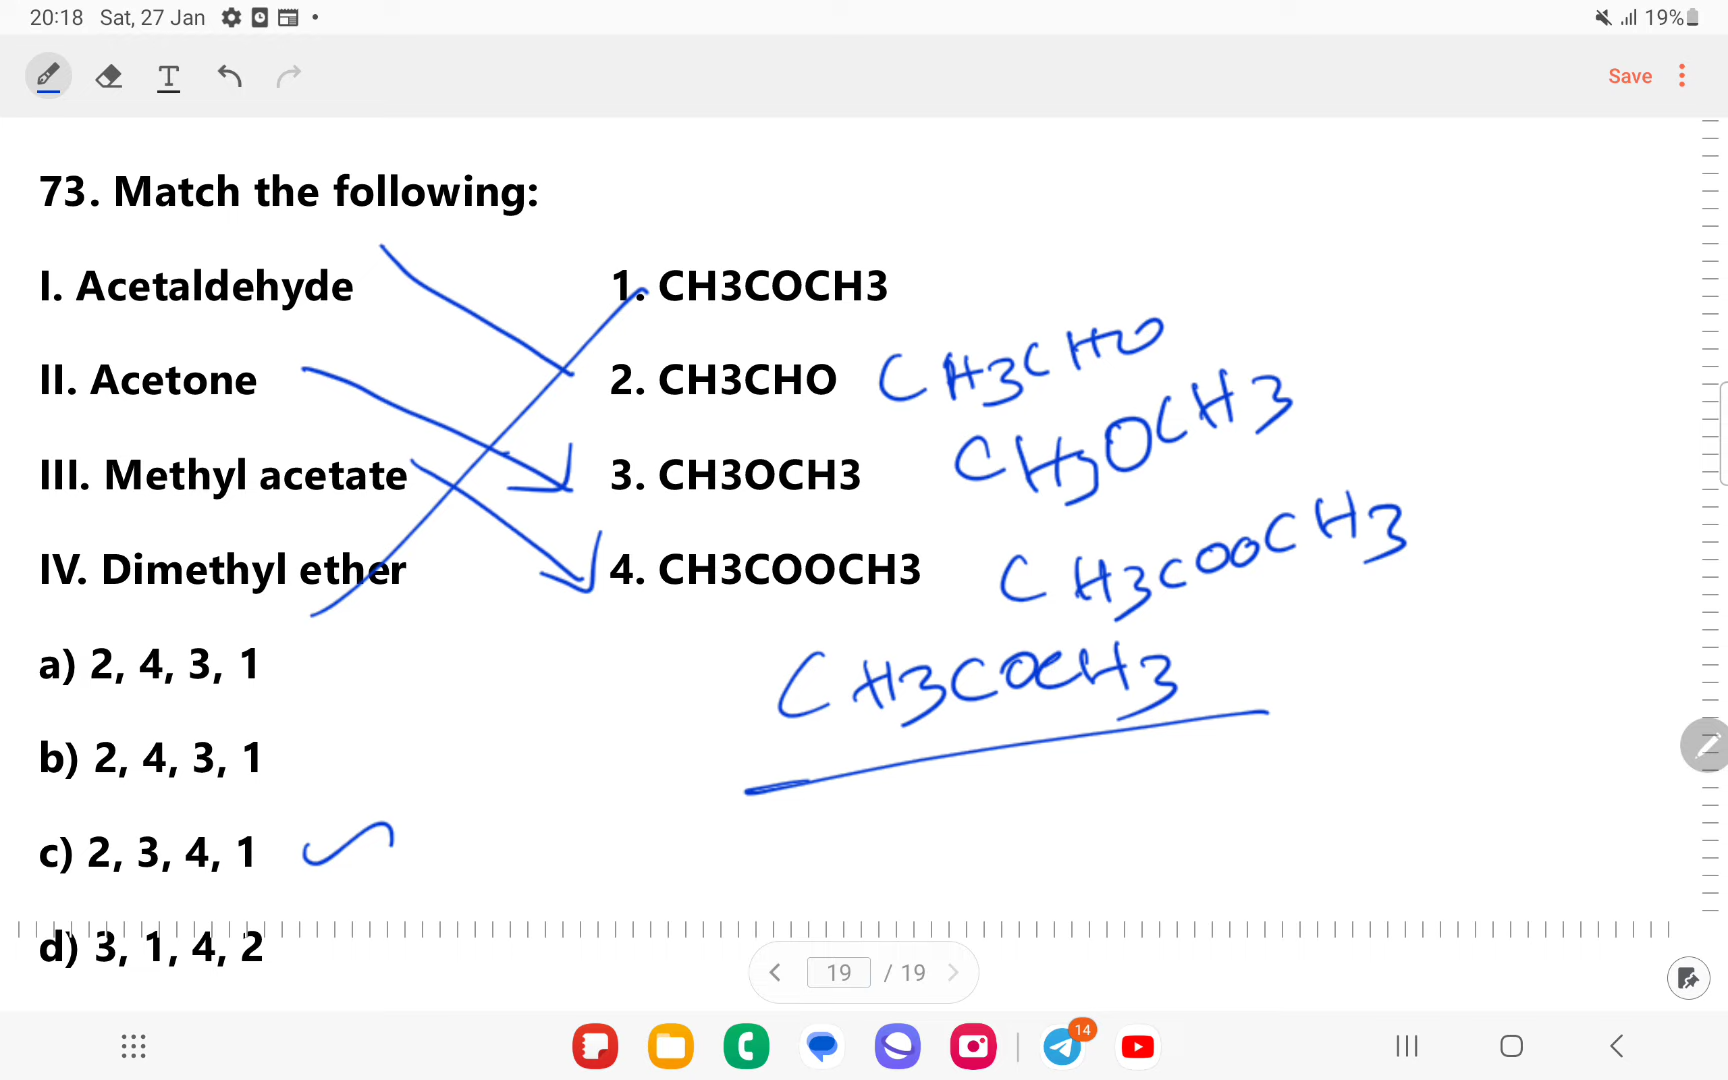 20:18 Sat, 27 Jan 19%
T Save
73. Match the following:
I. Acetaldehyde 1. CH3COCH3
II. Acetone 2. CH3CHO CH3CHO
III. Methyl acetate 3. CH3OCH3 CH3OCH3
IV. Dimethyl ether 4. CH3COOCH3 CH3COOCH3
a) 2, 4, 3, 1 CH3COCH3
b) 2, 4, 3, 1
c) 2, 3, 4, 1
d) 3, 1, 4, 2
19 / 19
14